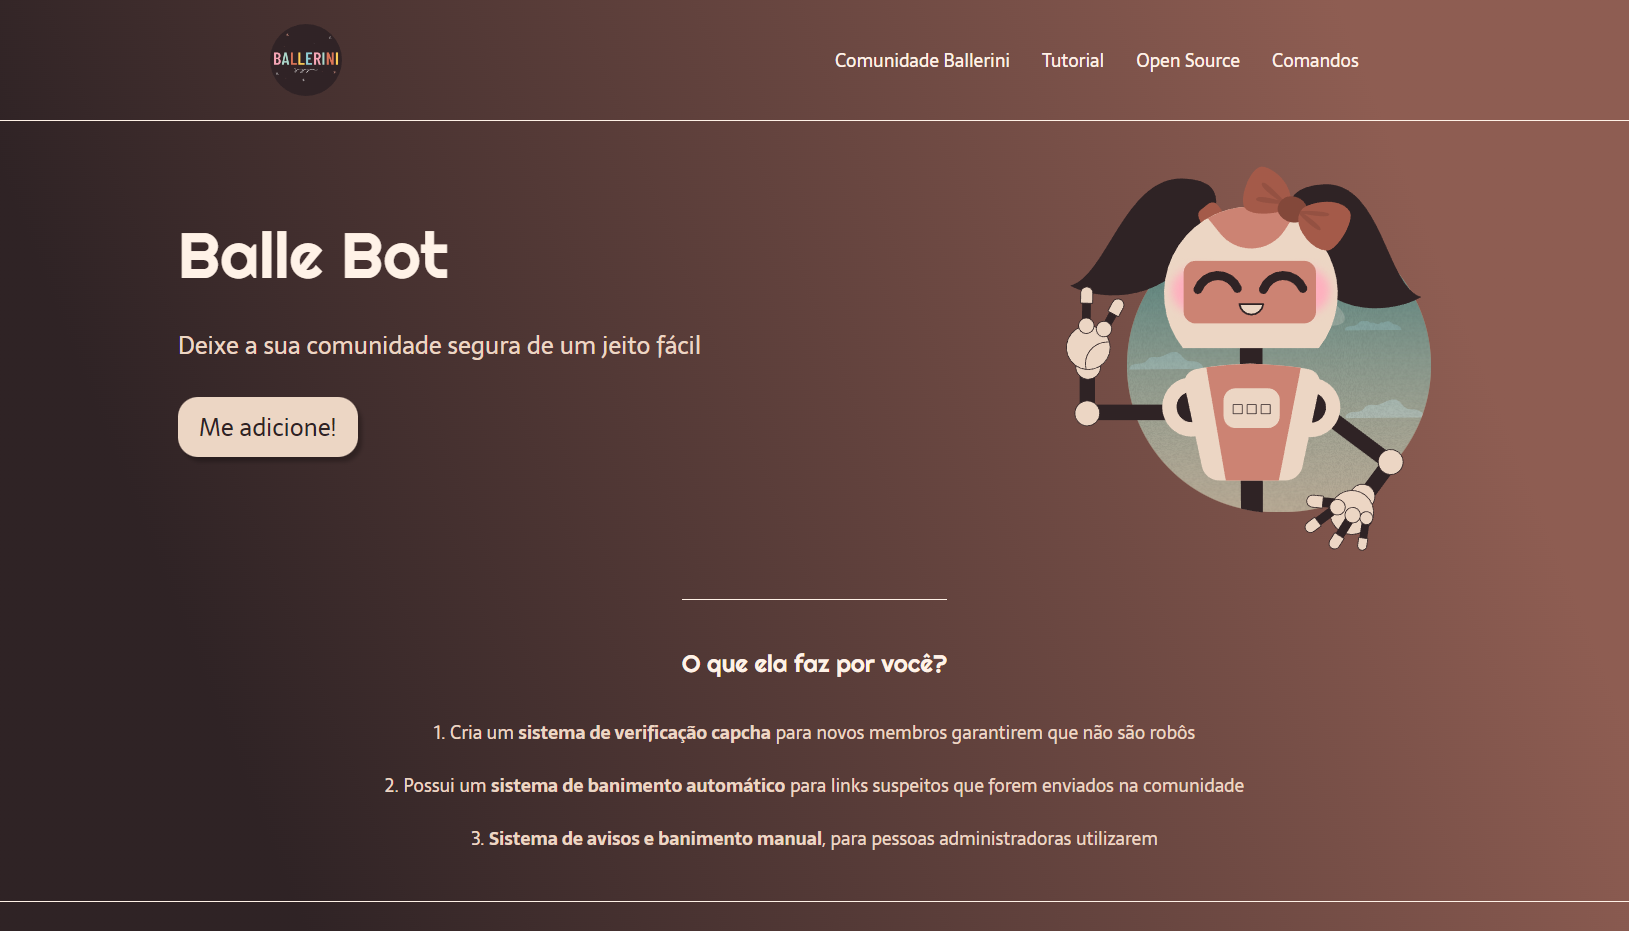 BALLERINI
Comunidade Ballerini Tutorial Open Source Comandos
Balle Bot
Deixe a sua comunidade segura de um jeito fácil
Me adicione!
O que ela faz por você?
1. Cria um sistema de verificação capcha para novos membros garantirem que não são robôs
2. Possui um sistema de banimento automático para links suspeitos que forem enviados na comunidade
3. Sistema de avisos e banimento manual, para pessoas administradoras utilizarem